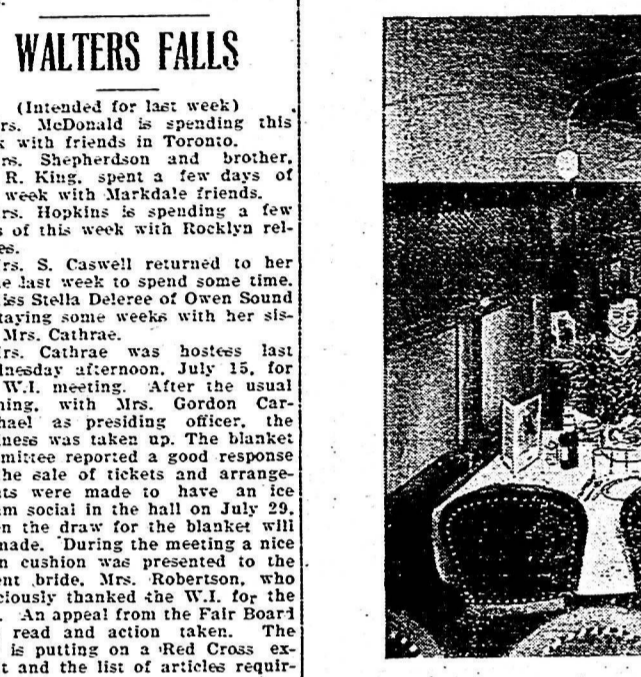 WALTERS FALLS
(Intended for last week)
rs. McDonald is spending this
k with friends in Toronto.
rs. Shepherdson and brother,
R. King, spent a few days of
week with Markdale friends.
rs. Hopkins is spending a few
s of this week with Rocklyn rel-
es.
rs. S. Caswell returned to her
e last week to spend some time.
iss Stella Deleree of Owen Sound
taying some weeks with her sis-
Mrs. Cathrae.
rs. Cathrae was hostess last
nesday afternoon, July 15, for
W.I. meeting. After the usual
ning, with Mrs. Gordon Car-
hael as presiding officer, the
iness was taken up. The blanket
mittee reported a good response
he sale of tickets and arrange-
ts were made to have an ice
am social in the hall on July 29,
n the draw for the blanket will
made. During the meeting a nice
n cushion was presented to the
ent bride, Mrs. Robertson, who
ciously thanked the W.I. for the
. An appeal from the Fair Board
read and action taken. The
is putting on a Red Cross ex-
t and the list of articles requir-